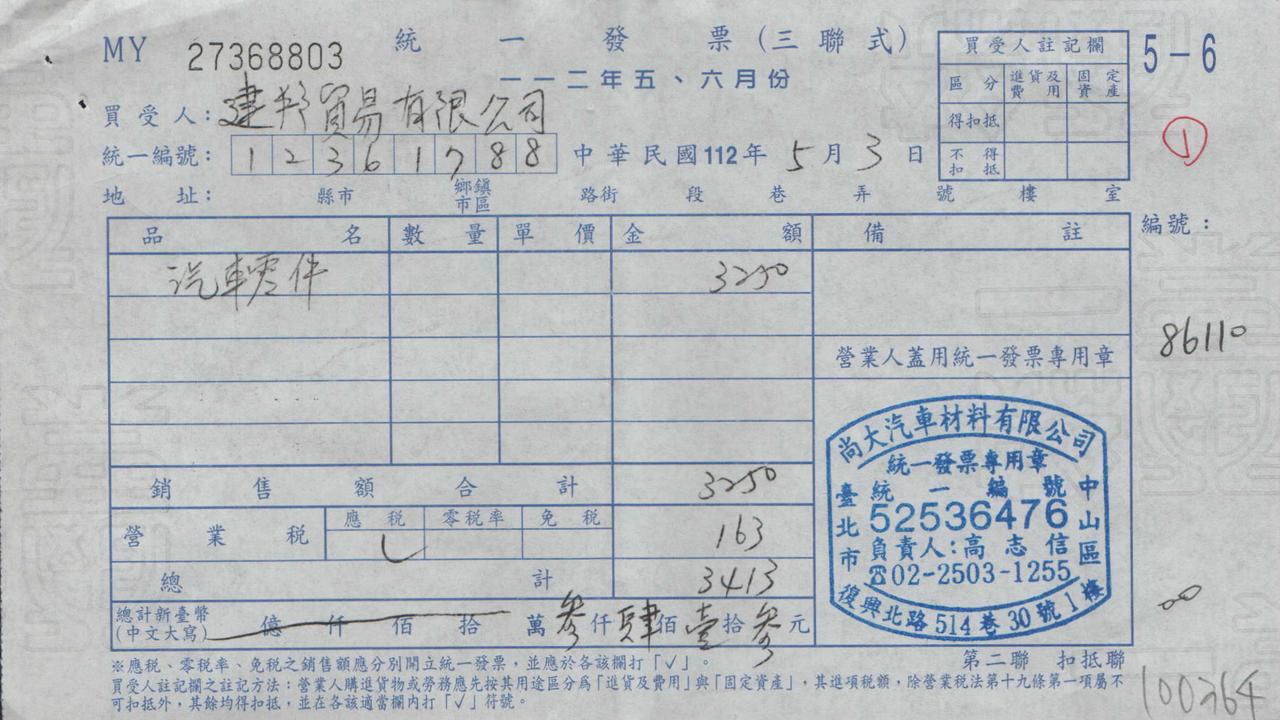 MY 27368803 統一發票(三聯式)
一一二年五、六月份
買受人註記欄
區分 進貨及費用 固定資產
得扣抵
不得扣抵
5-6
1
買受人:建邦貿易有限公司
統一編號:12361788 中華民國112年5月3日
地址: 縣市 鄉鎮市區 路街 段 巷 弄 號 樓 室
品名 數量 單價 金額 備註
編號:
汽車零件 3250
86110
營業人蓋用統一發票專用章
銷售額合計 3250
營業稅 應稅 零稅率 免稅 163
總計 3413
總計新臺幣(中文大寫) 億仟佰拾萬參仟肆佰壹拾參元
尚大汽車材料有限公司
統一發票專用章
統一編號
52536476
負責人:高志信
☎02-2503-1255
臺北市中山區
復興北路514巷30號1樓
第二聯 扣抵聯
※應稅、零稅率、免稅之銷售額應分別開立統一發票,並應於各該欄打「✓」。
買受人註記欄之註記方法:營業人購進貨物或勞務應先按其用途區分為「進貨及費用」與「固定資產」,其進項稅額,除營業稅法第十九條第一項屬不
可扣抵外,其餘均得扣抵,並在各該適當欄內打「✓」符號。
100364